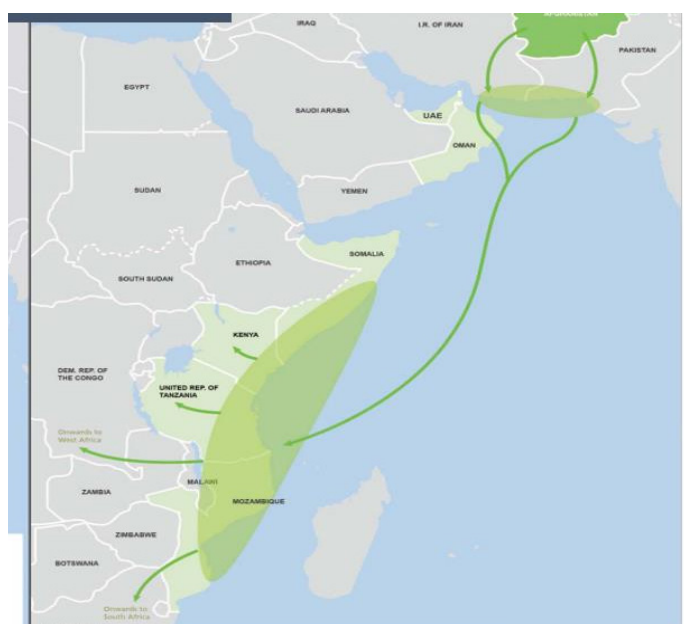 AFGHANISTAN
IRAQ
I.R. OF IRAN
PAKISTAN
EGYPT
SAUDI ARABIA
UAE
OMAN
SUDAN
YEMEN
SOMALIA
ETHIOPIA
SOUTH SUDAN
KENYA
DEM. REP. OF
THE CONGO
UNITED REP. OF
TANZANIA
Onwards to
West Africa
MALAWI
ZAMBIA
MOZAMBIQUE
ZIMBABWE
BOTSWANA
Onwards to
South Africa